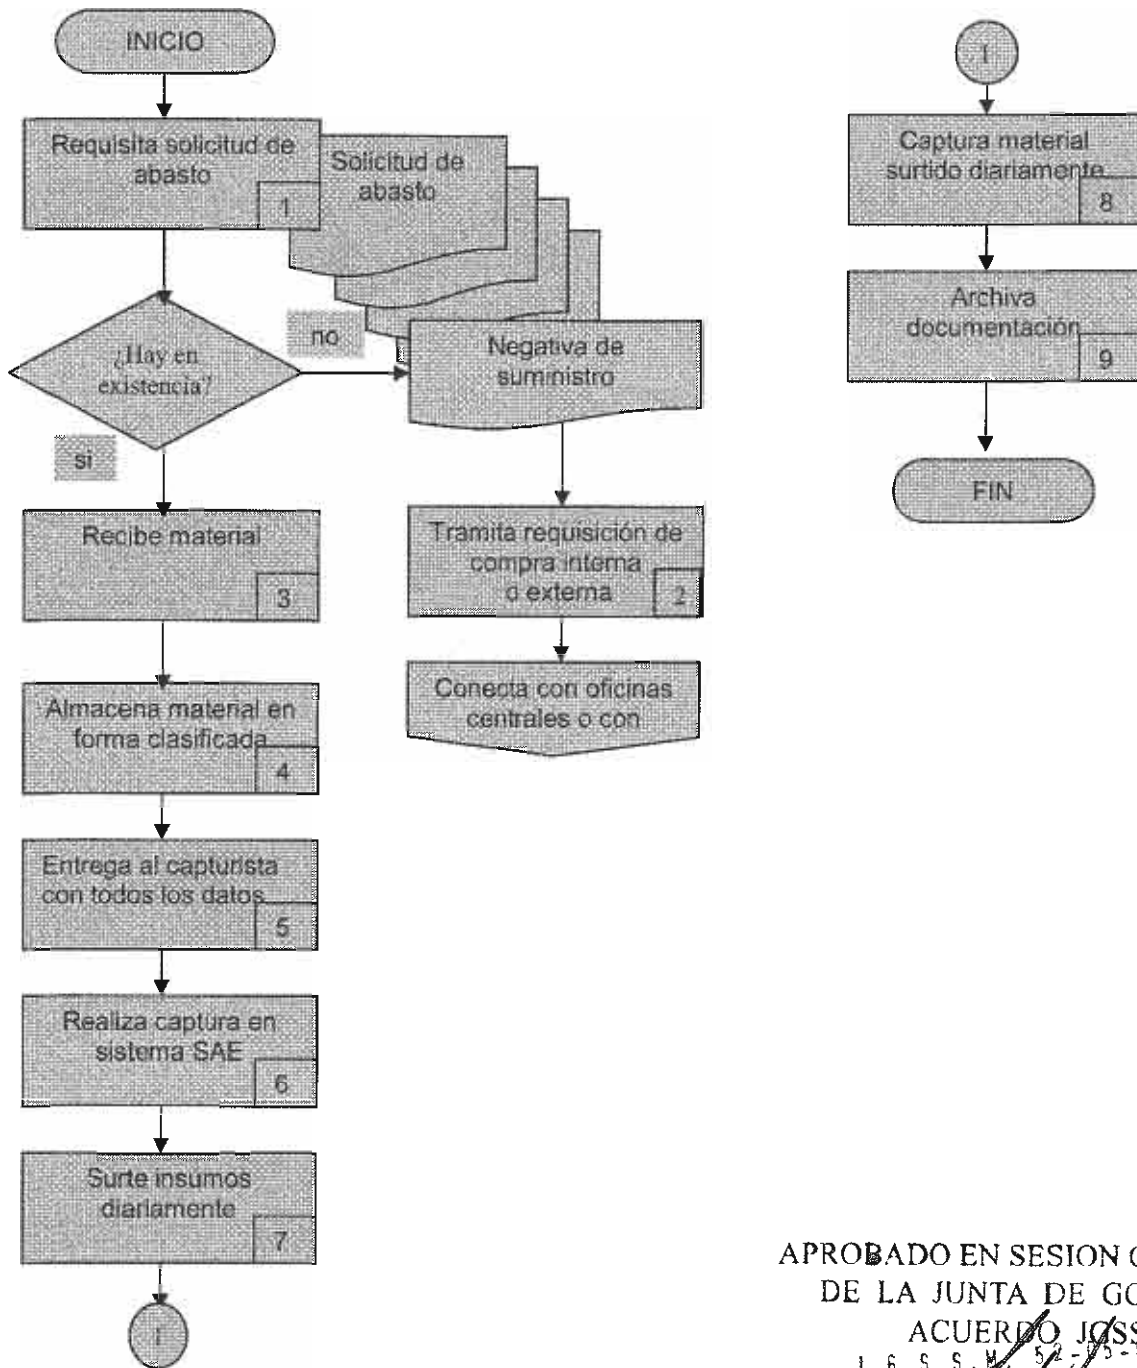 INICIO
Requisita solicitud de
abasto
1
Solicitud de
abasto
¿Hay en
existencia?
no
Negativa de
suministro
si
Tramita requisición de
compra interna
o externa
2
Conecta con oficinas
centrales o con
Recibe material
3
Almacena material en
forma clasificada
4
Entrega al capturista
con todos los datos
5
Realiza captura en
sistema SAE
6
Surte insumos
diariamente
7
1
1
Captura material
surtido diariamente
8
Archiva
documentación
9
FIN
APROBADO EN SESION
DE LA JUNTA DE
ACUERDO